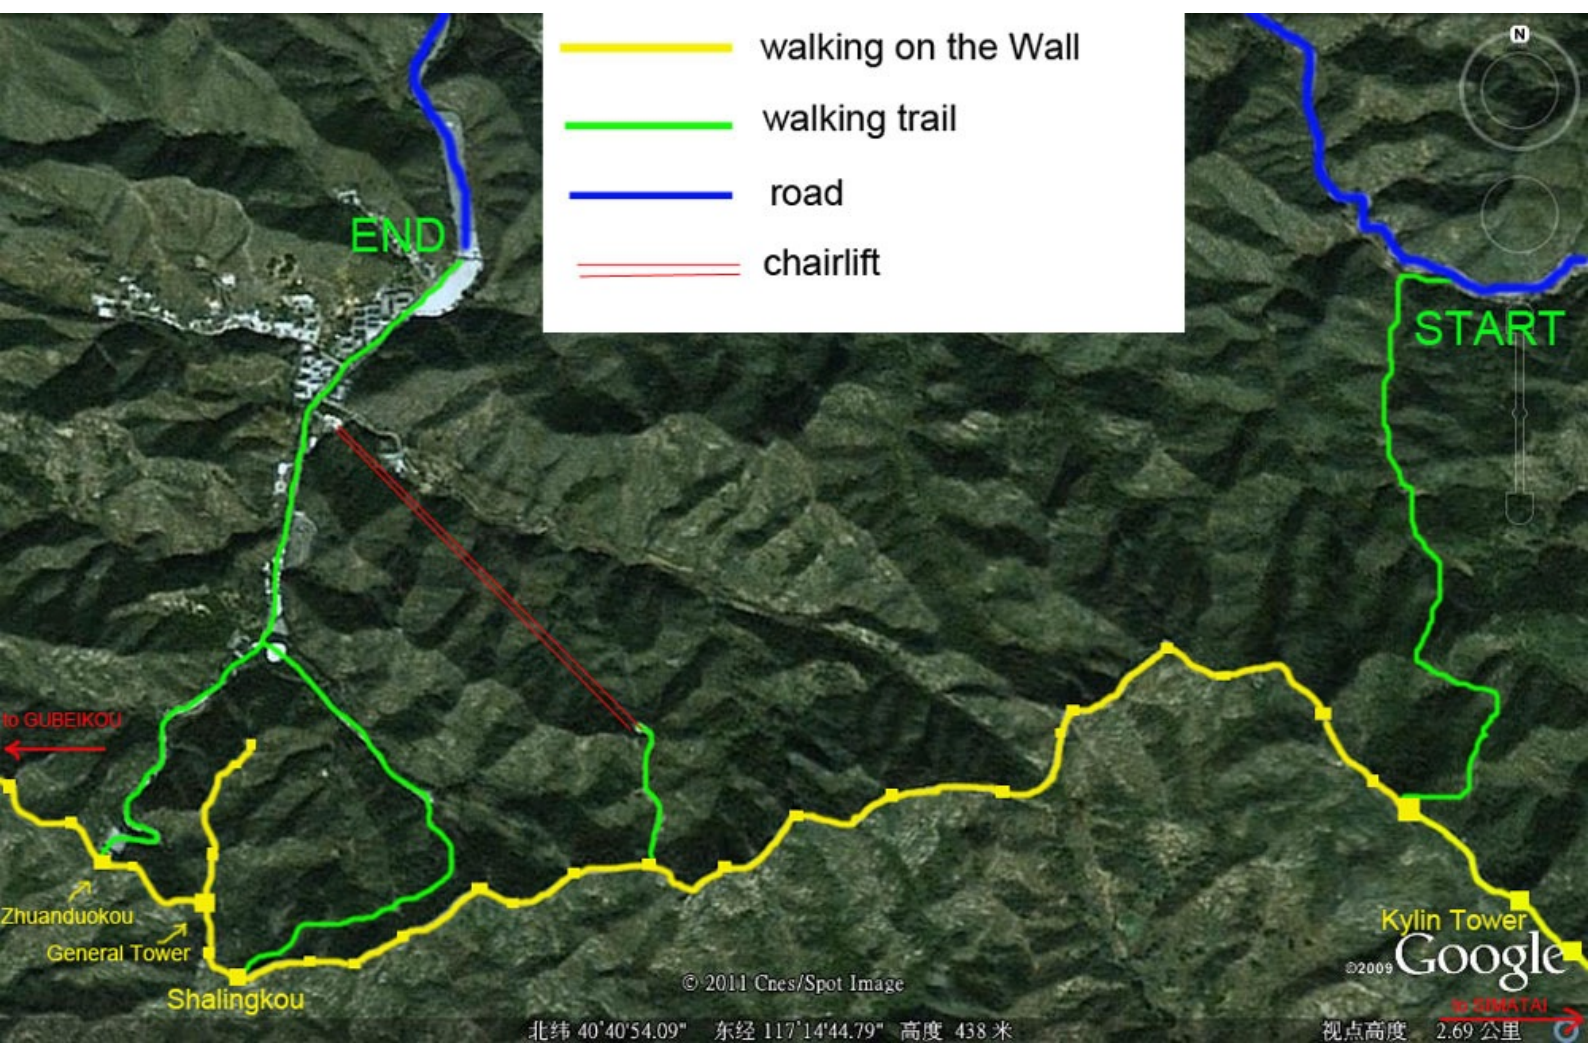 walking on the Wall
walking trail
road
chairlift
N
END
START
to GUBEIKOU
Zhuanduokou
General Tower
Shalingkou
Kylin Tower
©2009 Google
© 2011 Cnes/Spot Image
to SIMATAI
北纬 40°40'54.09" 东经 117°14'44.79" 高度 438 米
视点高度 2.69 公里